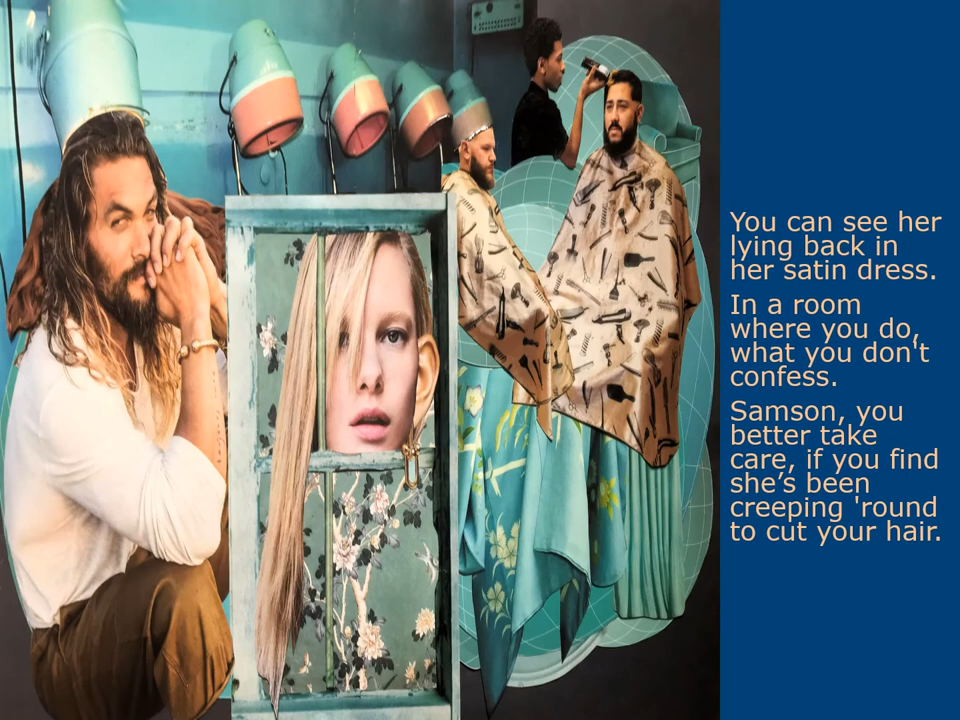 You can see her
lying back in
her satin dress.
In a room
where you do,
what you don't
confess.
Samson, you
better take
care, if you find
she’s been
creeping 'round
to cut your hair.